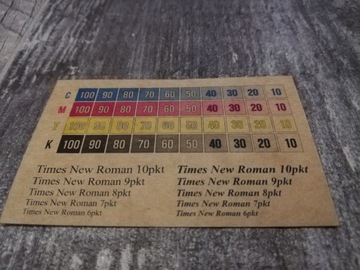 C 100 90 80 70 60 50 40 30 20 10
M 100 90 80 70 60 50 40 30 20 10
Y 100 90 80 70 60 50 40 30 20 10
K 100 90 80 70 60 50 40 30 20 10
Times New Roman 10pkt Times New Roman 10pkt
Times New Roman 9pkt Times New Roman 9pkt
Times New Roman 8pkt Times New Roman 8pkt
Times New Roman 7pkt Times New Roman 7pkt
Times New Roman 6pkt Times New Roman 6pkt